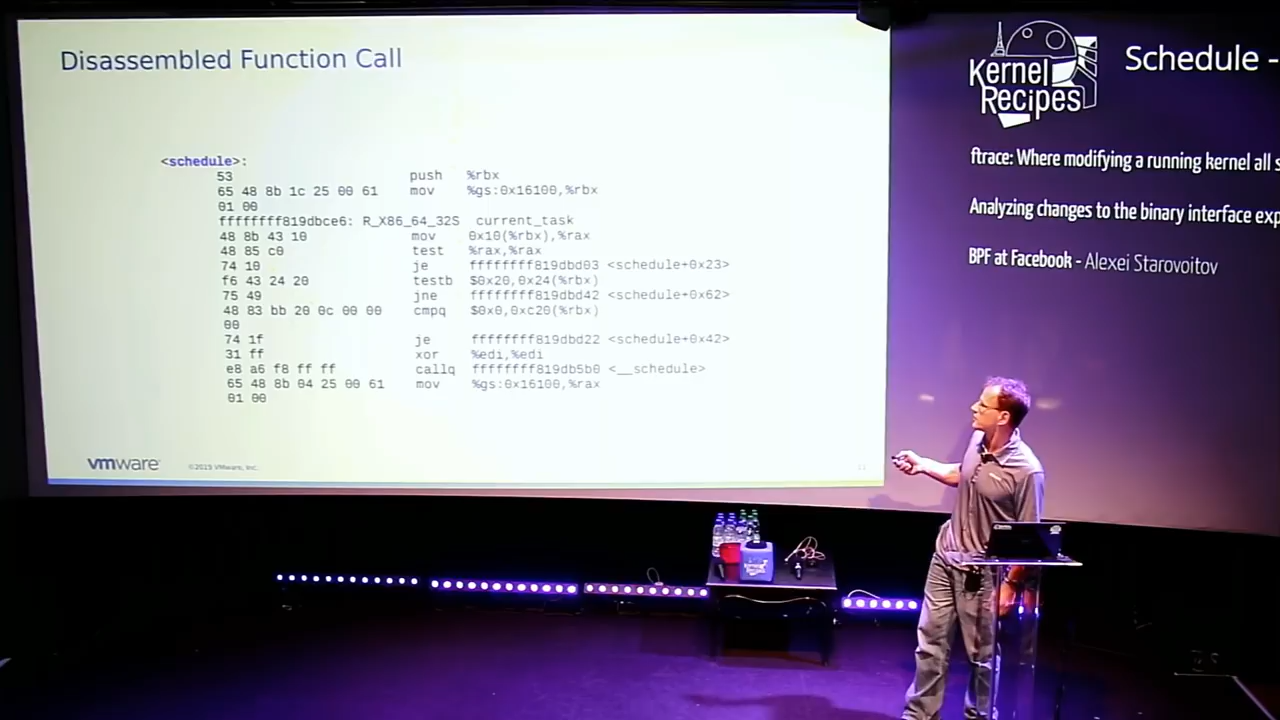 Disassembled Function Call
<schedule>:
53 push %rbx
65 48 8b 1c 25 00 61 mov %gs:0x16100,%rbx
01 00
ffffffff819dbce6: R_X86_64_32S current_task
48 8b 43 10 mov 0x10(%rbx),%rax
48 85 c0 test %rax,%rax
74 10 je ffffffff819dbd03 <schedule+0x23>
f6 43 24 20 testb $0x20,0x24(%rbx)
75 49 jne ffffffff819dbd42 <schedule+0x62>
48 83 bb 20 0c 00 00 cmpq $0x0,0xc20(%rbx)
00
74 1f je ffffffff819dbd22 <schedule+0x42>
31 ff xor %edi,%edi
e8 a6 f8 ff ff callq ffffffff819db5b0 <__schedule>
65 48 8b 04 25 00 61 mov %gs:0x16100,%rax
01 00
vmware
©2019 VMware, Inc.
11
Kernel
Recipes
Schedule -
ftrace: Where modifying a running kernel all s
Analyzing changes to the binary interface exp
BPF at Facebook - Alexei Starovoitov
Kernel
Recipes